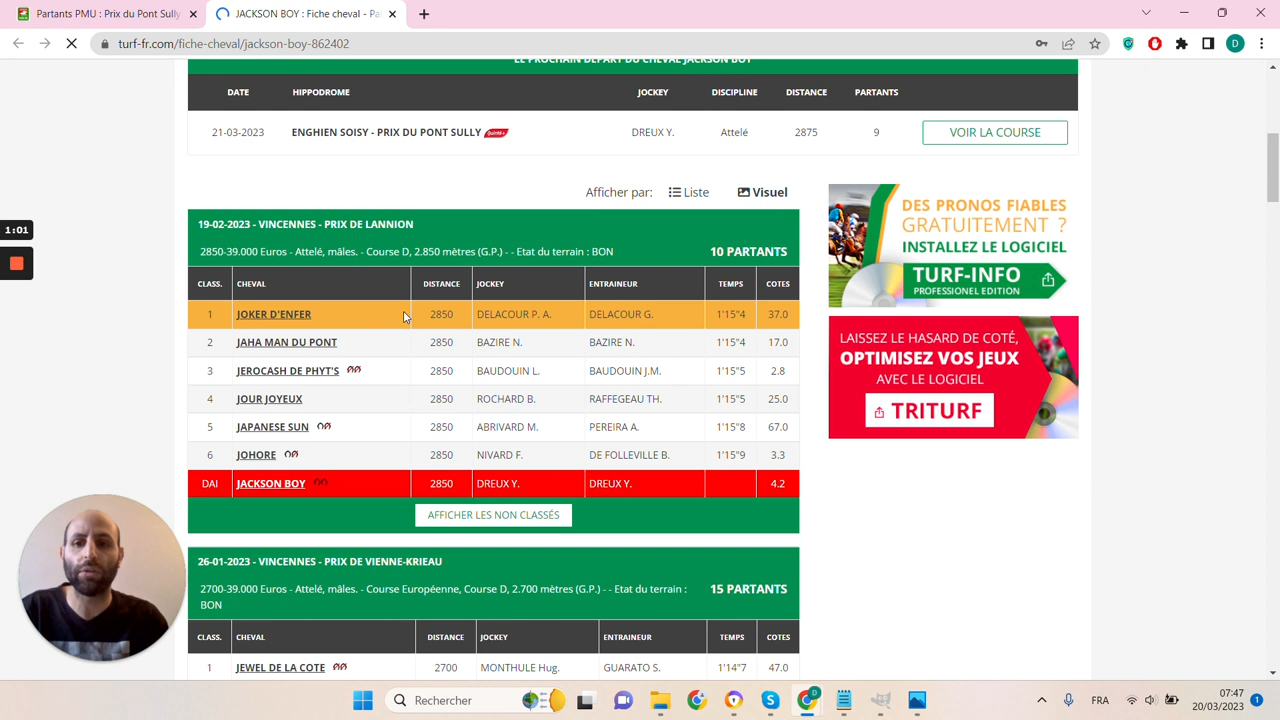 Partants PMU : Prix du Pont Sully
JACKSON BOY : Fiche cheval - Pa
turf-fr.com/fiche-cheval/jackson-boy-862402
D
LE PROCHAIN DÉPART DU CHEVAL JACKSON BOY
DATE HIPPODROME JOCKEY DISCIPLINE DISTANCE PARTANTS
21-03-2023 ENGHIEN SOISY - PRIX DU PONT SULLY Quinté+ DREUX Y. Attelé 2875 9 VOIR LA COURSE
Afficher par: Liste Visuel
19-02-2023 - VINCENNES - PRIX DE LANNION
2850-39.000 Euros - Attelé, mâles. - Course D, 2.850 mètres (G.P.) - - Etat du terrain : BON 10 PARTANTS
CLASS. CHEVAL DISTANCE JOCKEY ENTRAINEUR TEMPS COTES
1 JOKER D'ENFER 2850 DELACOUR P. A. DELACOUR G. 1'15"4 37.0
2 JAHA MAN DU PONT 2850 BAZIRE N. BAZIRE N. 1'15"4 17.0
3 JEROCASH DE PHYT'S 2850 BAUDOUIN L. BAUDOUIN J.M. 1'15"5 2.8
4 JOUR JOYEUX 2850 ROCHARD B. RAFFEGEAU TH. 1'15"5 25.0
5 JAPANESE SUN 2850 ABRIVARD M. PEREIRA A. 1'15"8 67.0
6 JOHORE 2850 NIVARD F. DE FOLLEVILLE B. 1'15"9 3.3
DAI JACKSON BOY 2850 DREUX Y. DREUX Y. 4.2
AFFICHER LES NON CLASSÉS
26-01-2023 - VINCENNES - PRIX DE VIENNE-KRIEAU
2700-39.000 Euros - Attelé, mâles. - Course Européenne, Course D, 2.700 mètres (G.P.) - - Etat du terrain :
BON
15 PARTANTS
CLASS. CHEVAL DISTANCE JOCKEY ENTRAINEUR TEMPS COTES
1 JEWEL DE LA COTE 2700 MONTHULE Hug. GUARATO S. 1'14"7 47.0
DES PRONOS FIABLES
GRATUITEMENT ?
INSTALLEZ LE LOGICIEL
TURF-INFO
PROFESIONEL EDITION
LAISSEZ LE HASARD DE COTÉ,
OPTIMISEZ VOS JEUX
AVEC LE LOGICIEL
TRITURF
1:01
Rechercher
D
FRA
07:47
20/03/2023
1